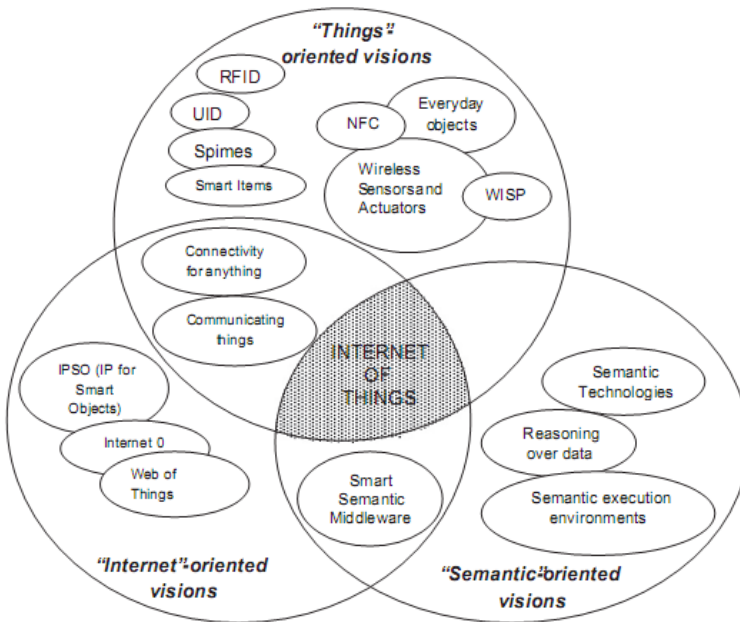 “Things”-
oriented visions
RFID
UID
Spimes
Smart Items
NFC
Everyday
objects
Wireless
Sensors and
Actuators
WISP
Connectivity
for anything
Communicating
things
INTERNET
OF
THINGS
IPSO (IP for
Smart
Objects)
Internet 0
Web of
Things
Semantic
Technologies
Reasoning
over data
Semantic execution
environments
Smart
Semantic
Middleware
“Internet”-oriented
visions
“Semantic”-oriented
visions